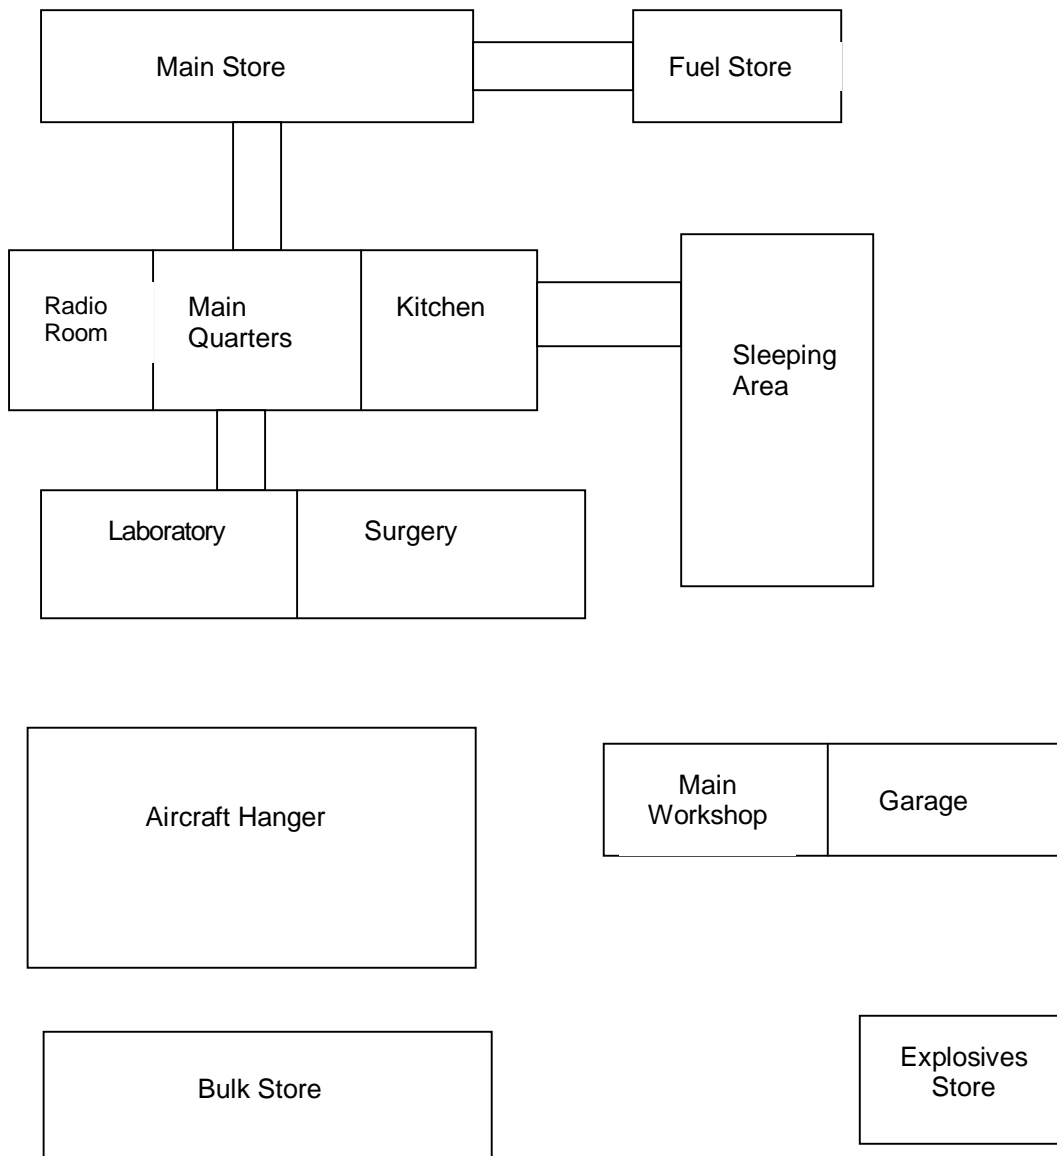 Main Store
Fuel Store
Radio
Room
Main
Quarters
Kitchen
Sleeping
Area
Laboratory
Surgery
Aircraft Hanger
Main
Workshop
Garage
Bulk Store
Explosives
Store